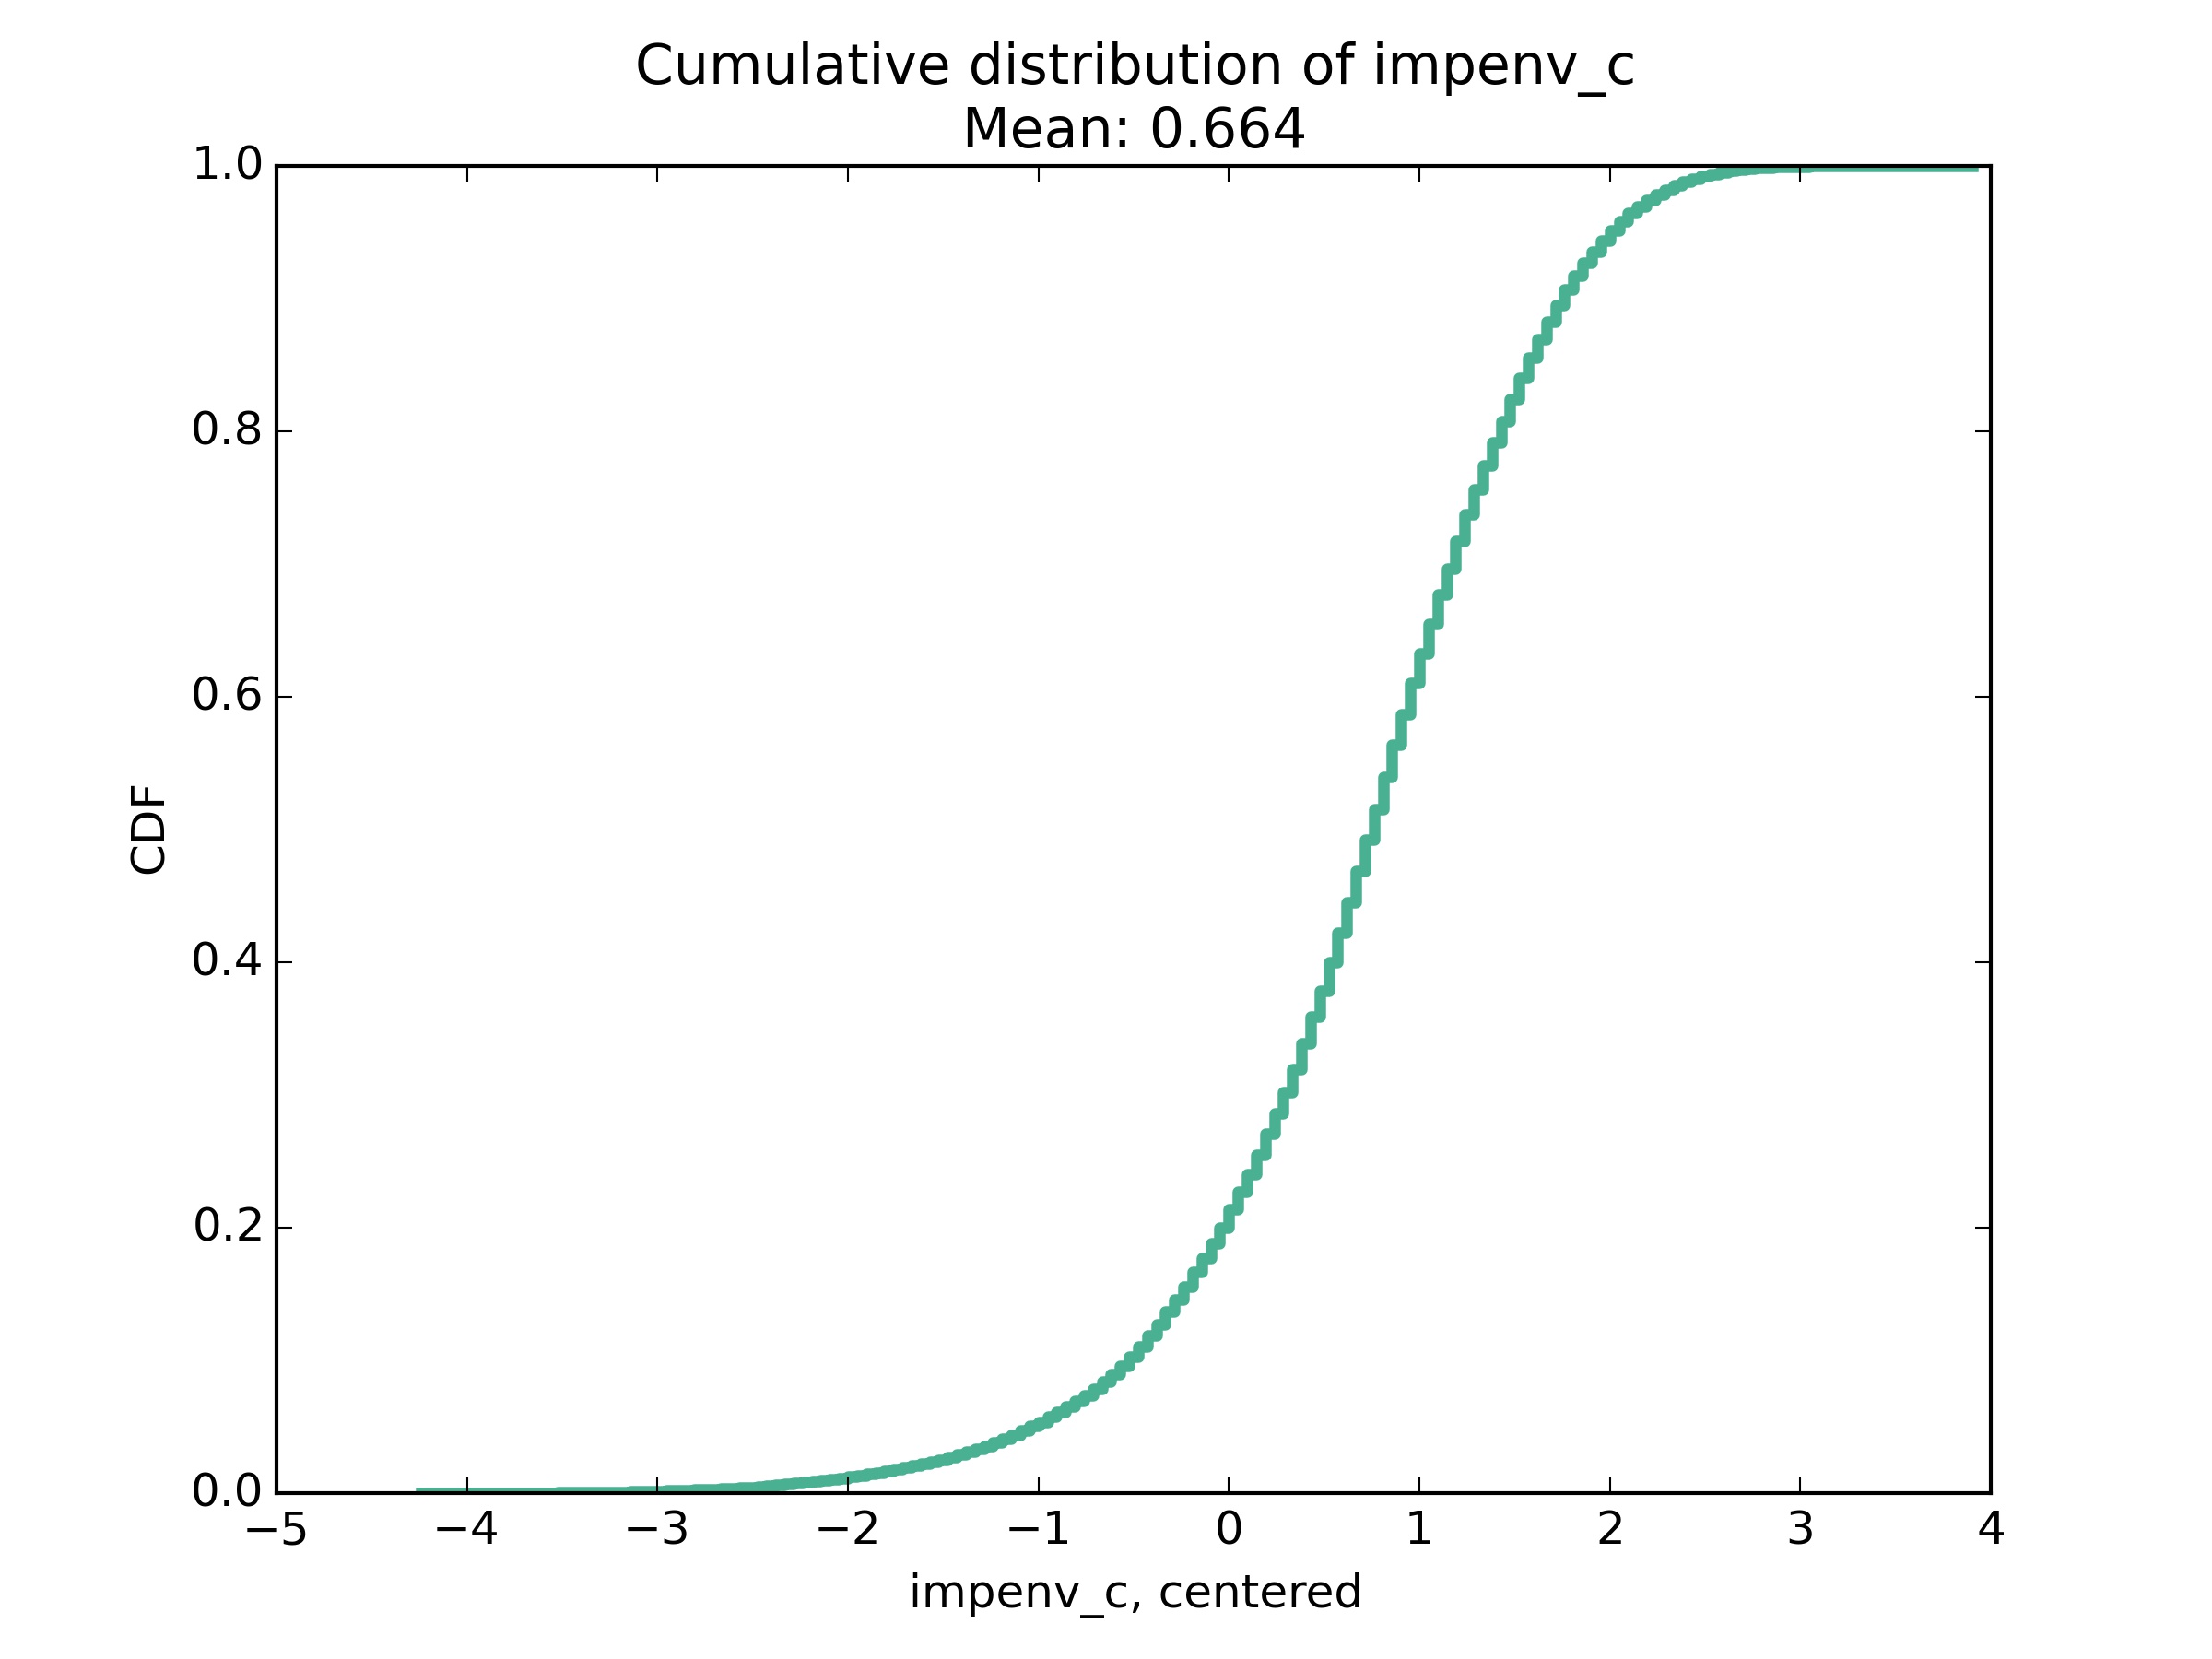 Cumulative distribution of impenv_c
Mean: 0.664
1.0
0.8
0.6
0.4
0.2
0.0
CDF
−5 −4 −3 −2 −1 0 1 2 3 4
impenv_c, centered